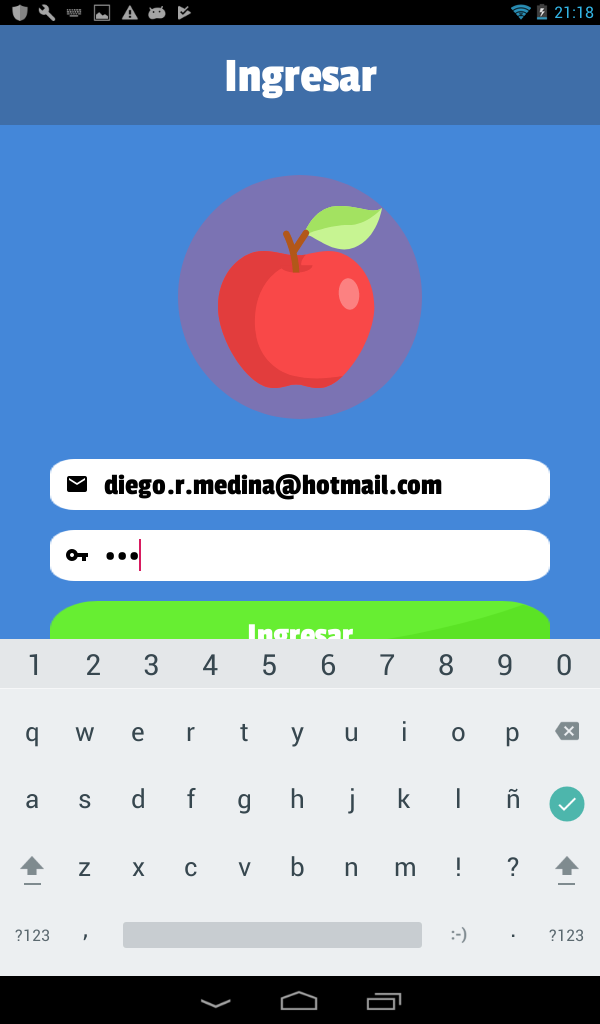 21:18
Ingresar
diego.r.medina@hotmail.com
•••
Ingresar
1 2 3 4 5 6 7 8 9 0
q w e r t y u i o p
a s d f g h j k l ñ
z x c v b n m ! ?
?123 , :-) . ?123